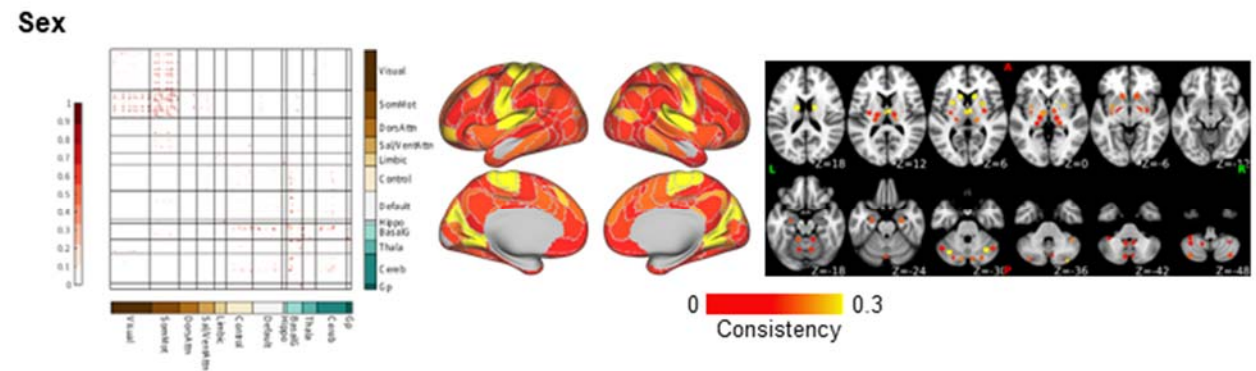 Sex
1
0.9
0.8
0.7
0.6
0.5
0.4
0.3
0.2
0.1
0
Visual
SomMot
DorsAttn
Sal/VentAttn
Limbic
Control
Default
Hippo
BasalG
Thala
Cereb
Gp
Visual
SomMot
DorsAttn
Sal/VentAttn
Limbic
Control
Default
Hippo
BasalG
Thala
Cereb
Gp
A
Z=18
Z=12
Z=6
Z=0
Z=-6
L
R
Z=-18
Z=-24
Z=-30
P
Z=-36
Z=-42
Z=-48
0
0.3
Consistency